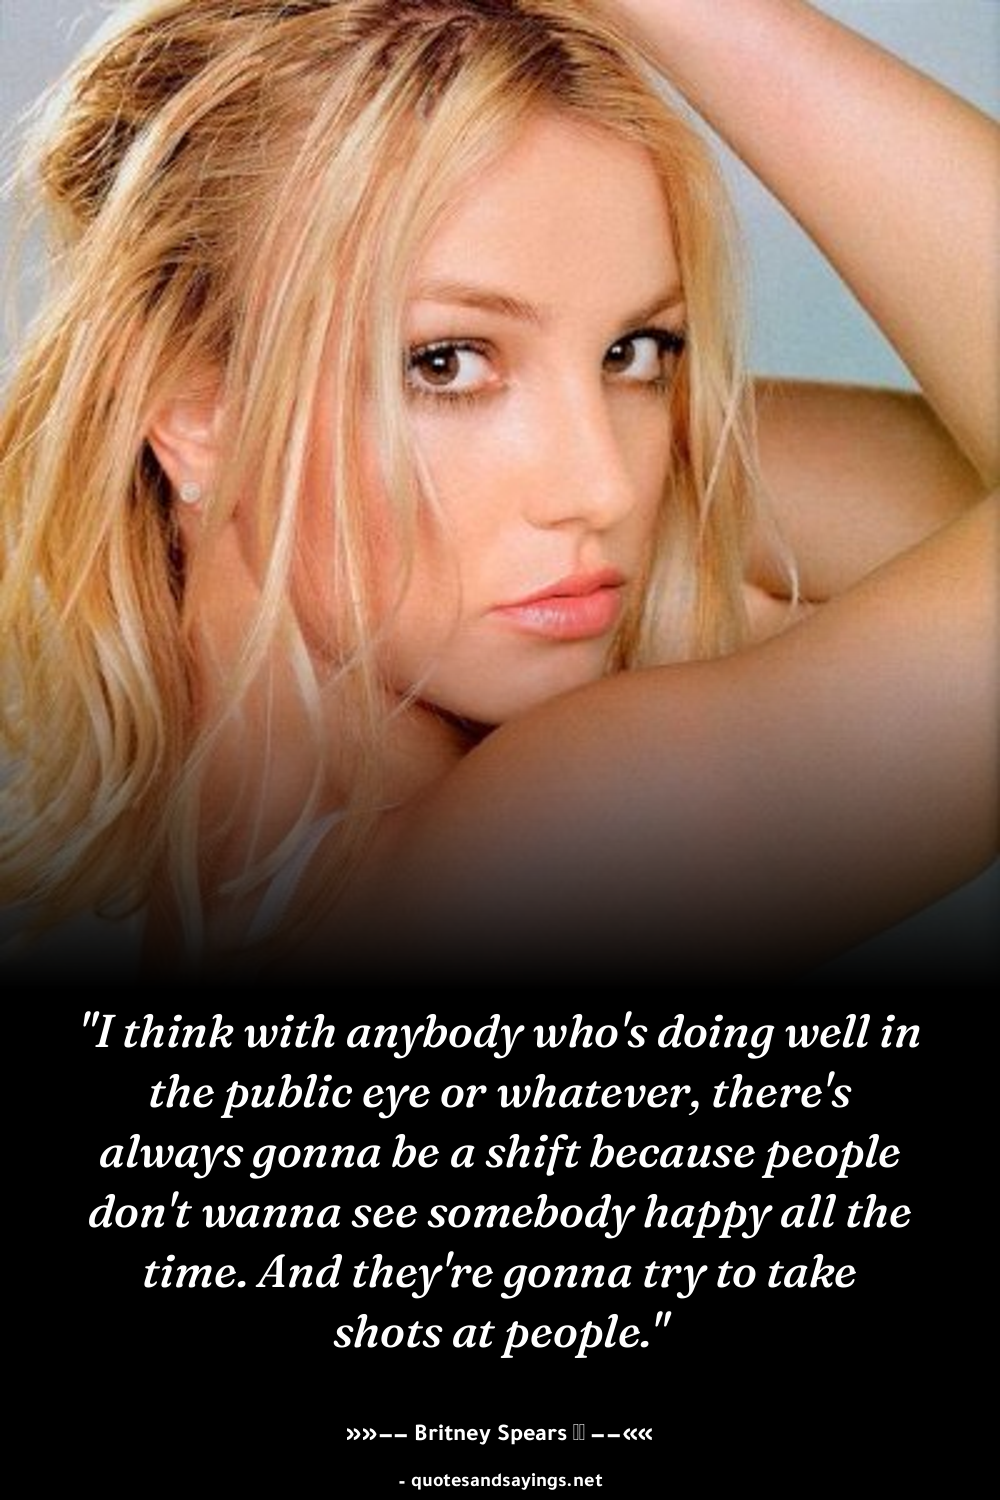 "I think with anybody who's doing well in
the public eye or whatever, there's
always gonna be a shift because people
don't wanna see somebody happy all the
time. And they're gonna try to take
shots at people."
»»–– Britney Spears ▯▯ ––««
- quotesandsayings.net